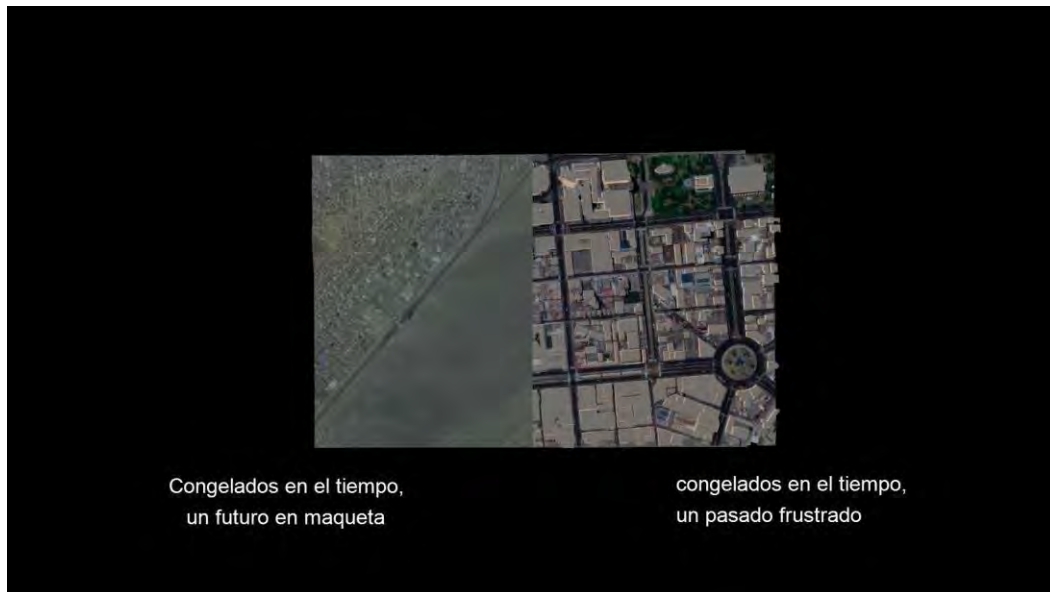 Congelados en el tiempo,
un futuro en maqueta
congelados en el tiempo,
un pasado frustrado